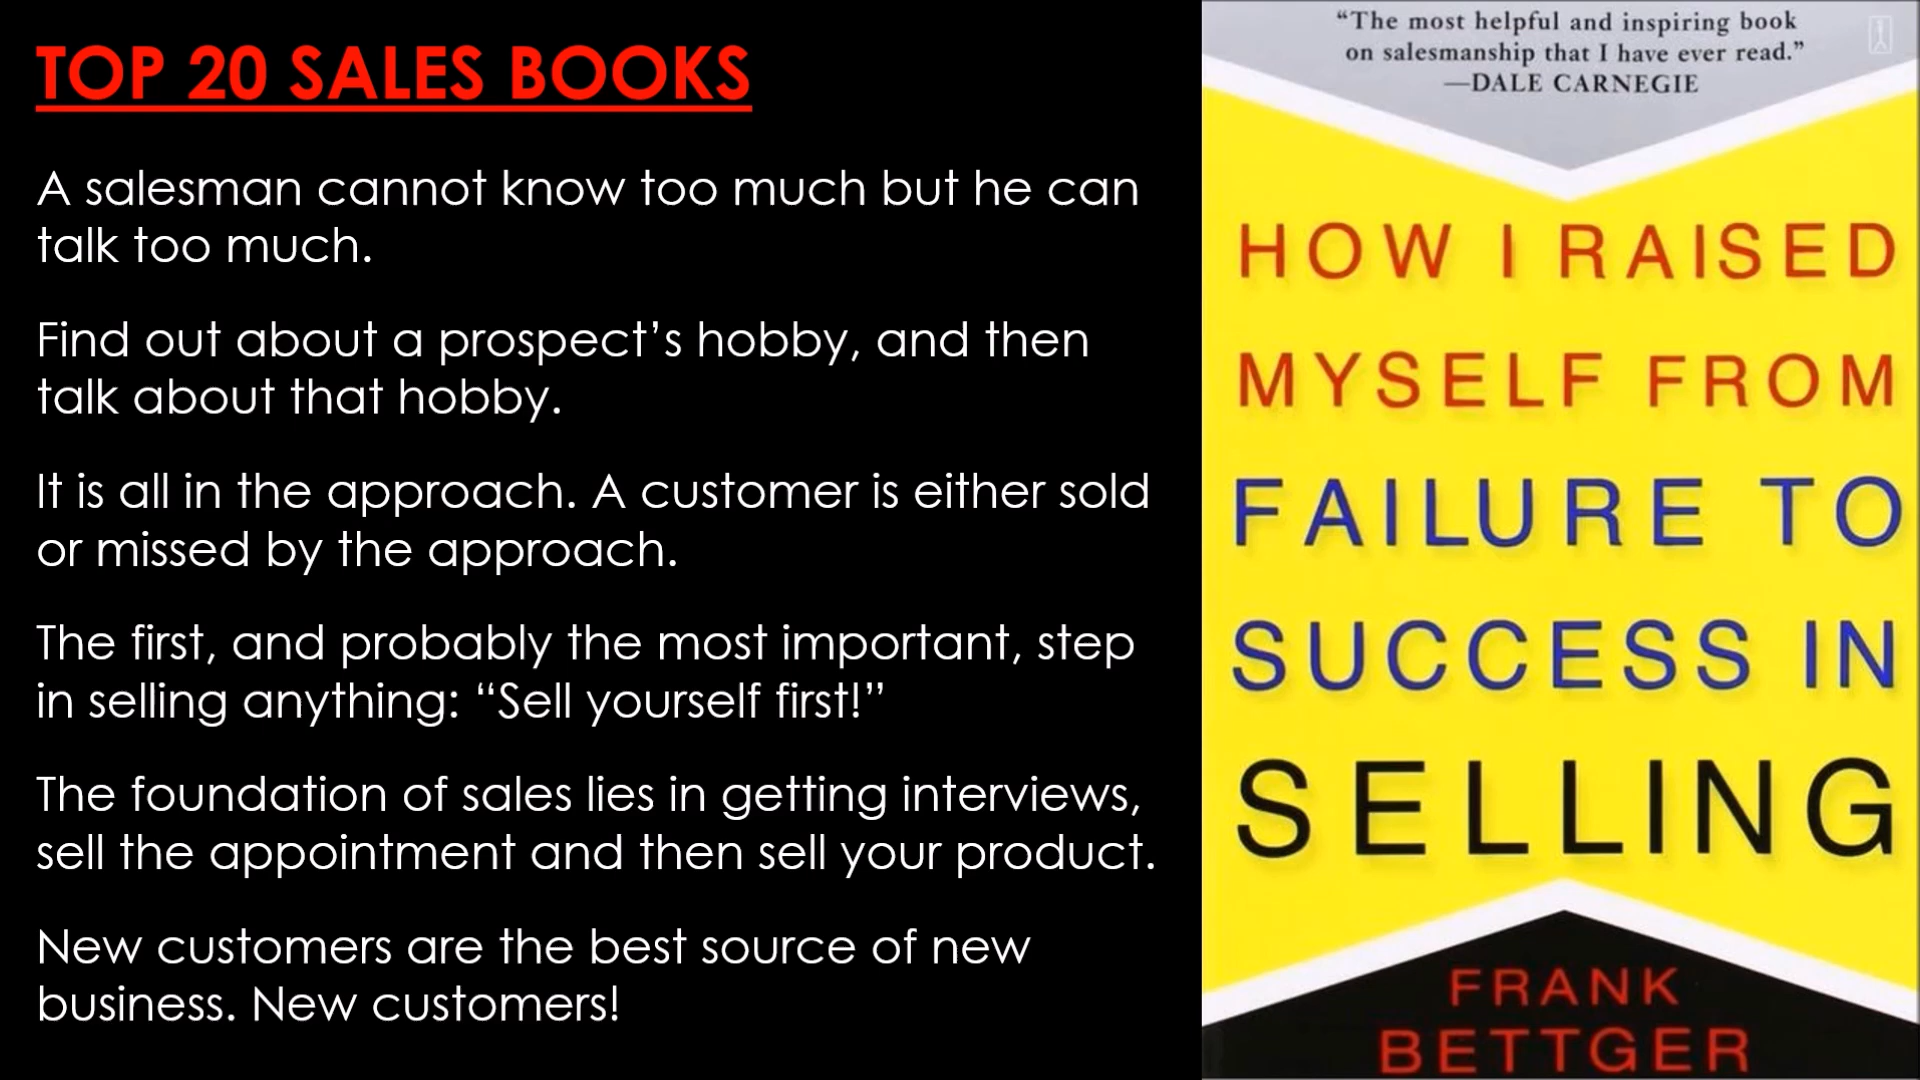 TOP 20 SALES BOOKS
A salesman cannot know too much but he can
talk too much.
Find out about a prospect’s hobby, and then
talk about that hobby.
It is all in the approach. A customer is either sold
or missed by the approach.
The first, and probably the most important, step
in selling anything: “Sell yourself first!”
The foundation of sales lies in getting interviews,
sell the appointment and then sell your product.
New customers are the best source of new
business. New customers!
“The most helpful and inspiring book
on salesmanship that I have ever read.”
—DALE CARNEGIE
HOW I RAISED
MYSELF FROM
FAILURE TO
SUCCESS IN
SELLING
FRANK
BETTGER